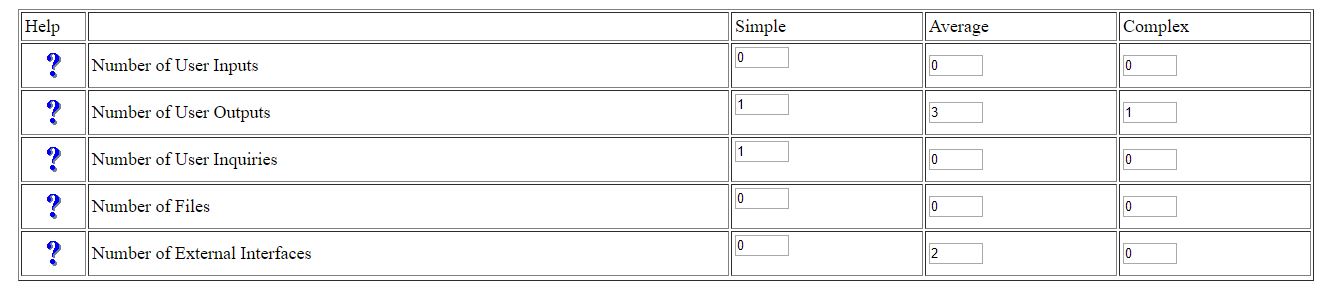 Help Simple Average Complex
? Number of User Inputs 0 0 0
? Number of User Outputs 1 3 1
? Number of User Inquiries 1 0 0
? Number of Files 0 0 0
? Number of External Interfaces 0 2 0